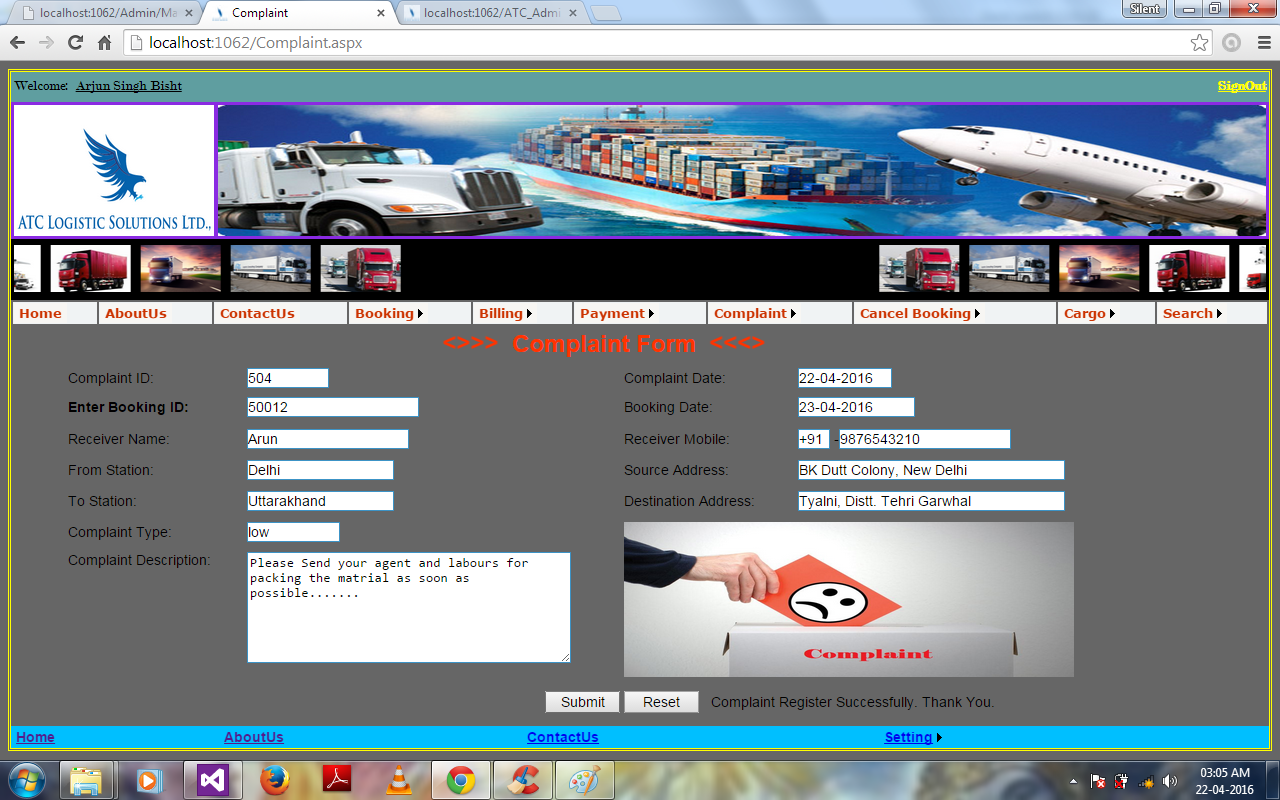 localhost:1062/Admin/Ma
Complaint
localhost:1062/ATC_Admi
Silent
localhost:1062/Complaint.aspx
Welcome: Arjun Singh Bisht
SignOut
ATC LOGISTIC SOLUTIONS LTD.,
Home AboutUs ContactUs Booking Billing Payment Complaint Cancel Booking Cargo Search
<>>> Complaint Form <<<>
Complaint ID: 504 Complaint Date: 22-04-2016
Enter Booking ID: 50012 Booking Date: 23-04-2016
Receiver Name: Arun Receiver Mobile: +91 -9876543210
From Station: Delhi Source Address: BK Dutt Colony, New Delhi
To Station: Uttarakhand Destination Address: Tyalni, Distt. Tehri Garwhal
Complaint Type: low
Complaint Description: Please Send your agent and labours for
packing the matrial as soon as
possible.......
Complaint
Submit Reset Complaint Register Successfully. Thank You.
Home AboutUs ContactUs Setting
03:05 AM
22-04-2016